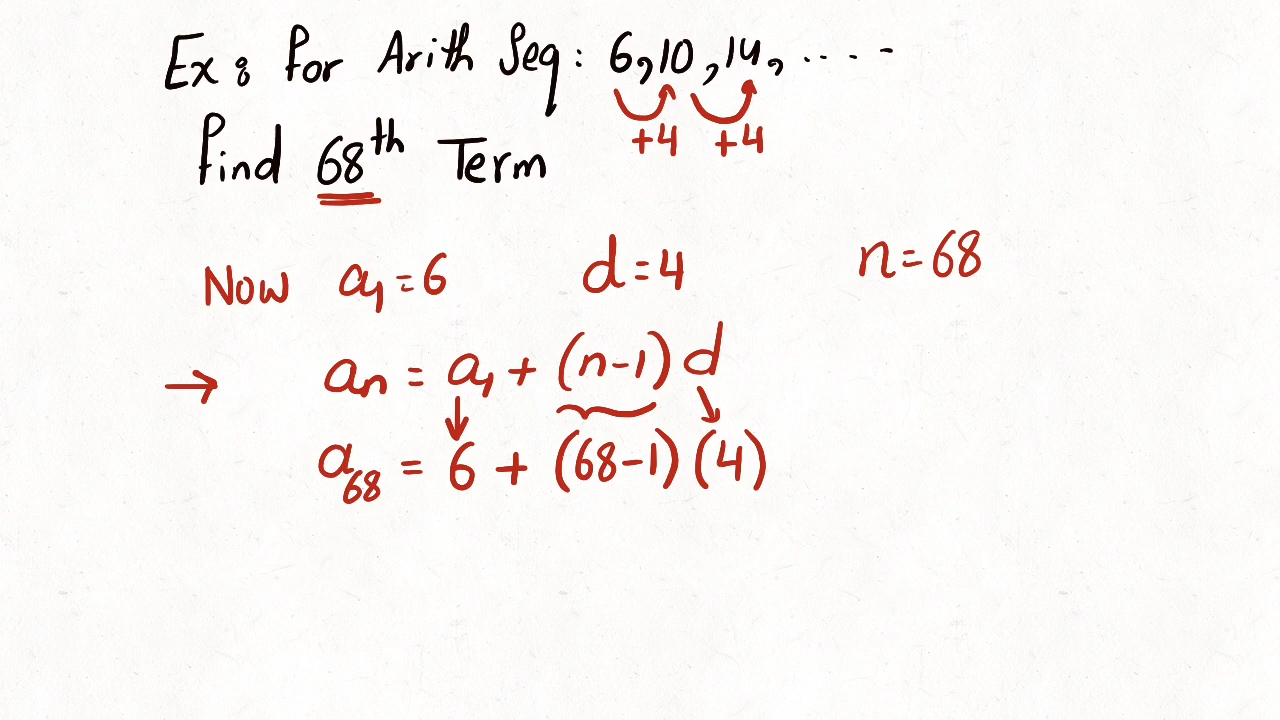 Ex: For Arith Seq: 6, 10, 14, .....
+4 +4
Find 68th Term
Now a1 = 6 d = 4 n = 68
→ an = a1 + (n-1) d
a68 = 6 + (68-1) (4)